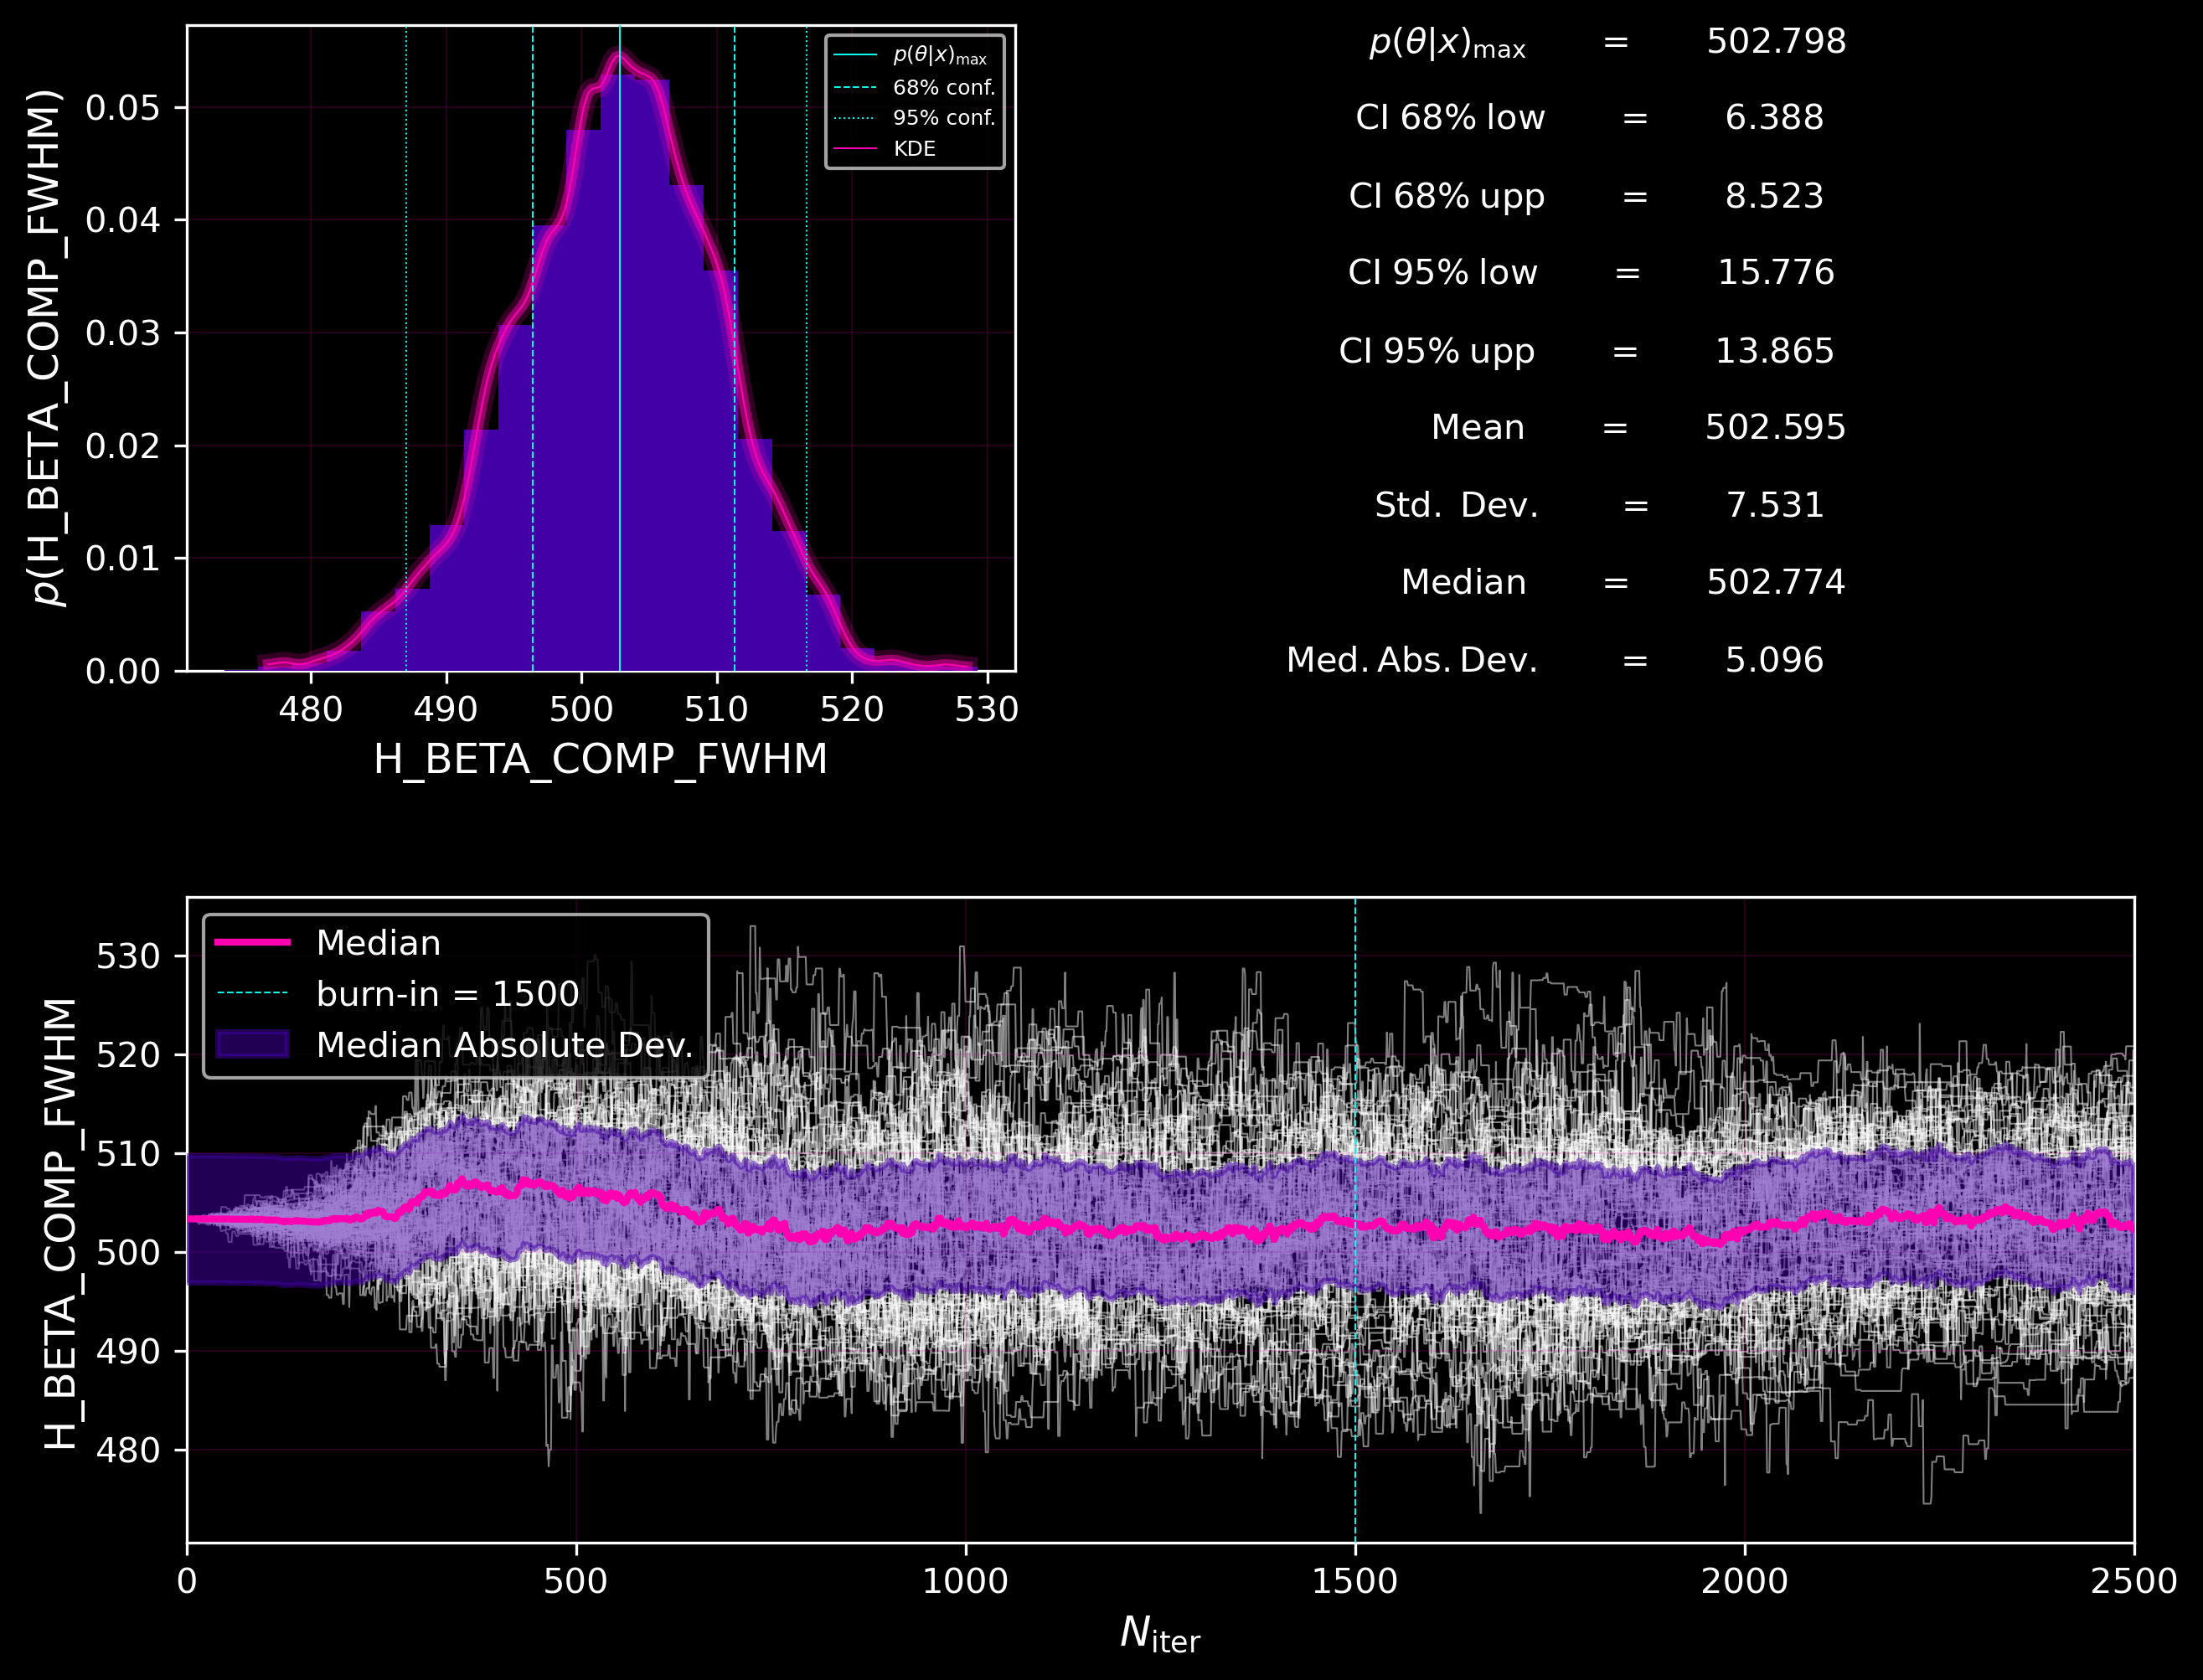 p(H_BETA_COMP_FWHM)
0.05
0.04
0.03
0.02
0.01
0.00
480 490 500 510 520 530
H_BETA_COMP_FWHM
p(θ|x)max
68% conf.
95% conf.
KDE
p(θ|x)max = 502.798
CI 68% low = 6.388
CI 68% upp = 8.523
CI 95% low = 15.776
CI 95% upp = 13.865
Mean = 502.595
Std. Dev. = 7.531
Median = 502.774
Med. Abs. Dev. = 5.096
H_BETA_COMP_FWHM
530
520
510
500
490
480
Median
burn-in = 1500
Median Absolute Dev.
0 500 1000 1500 2000 2500
Niter